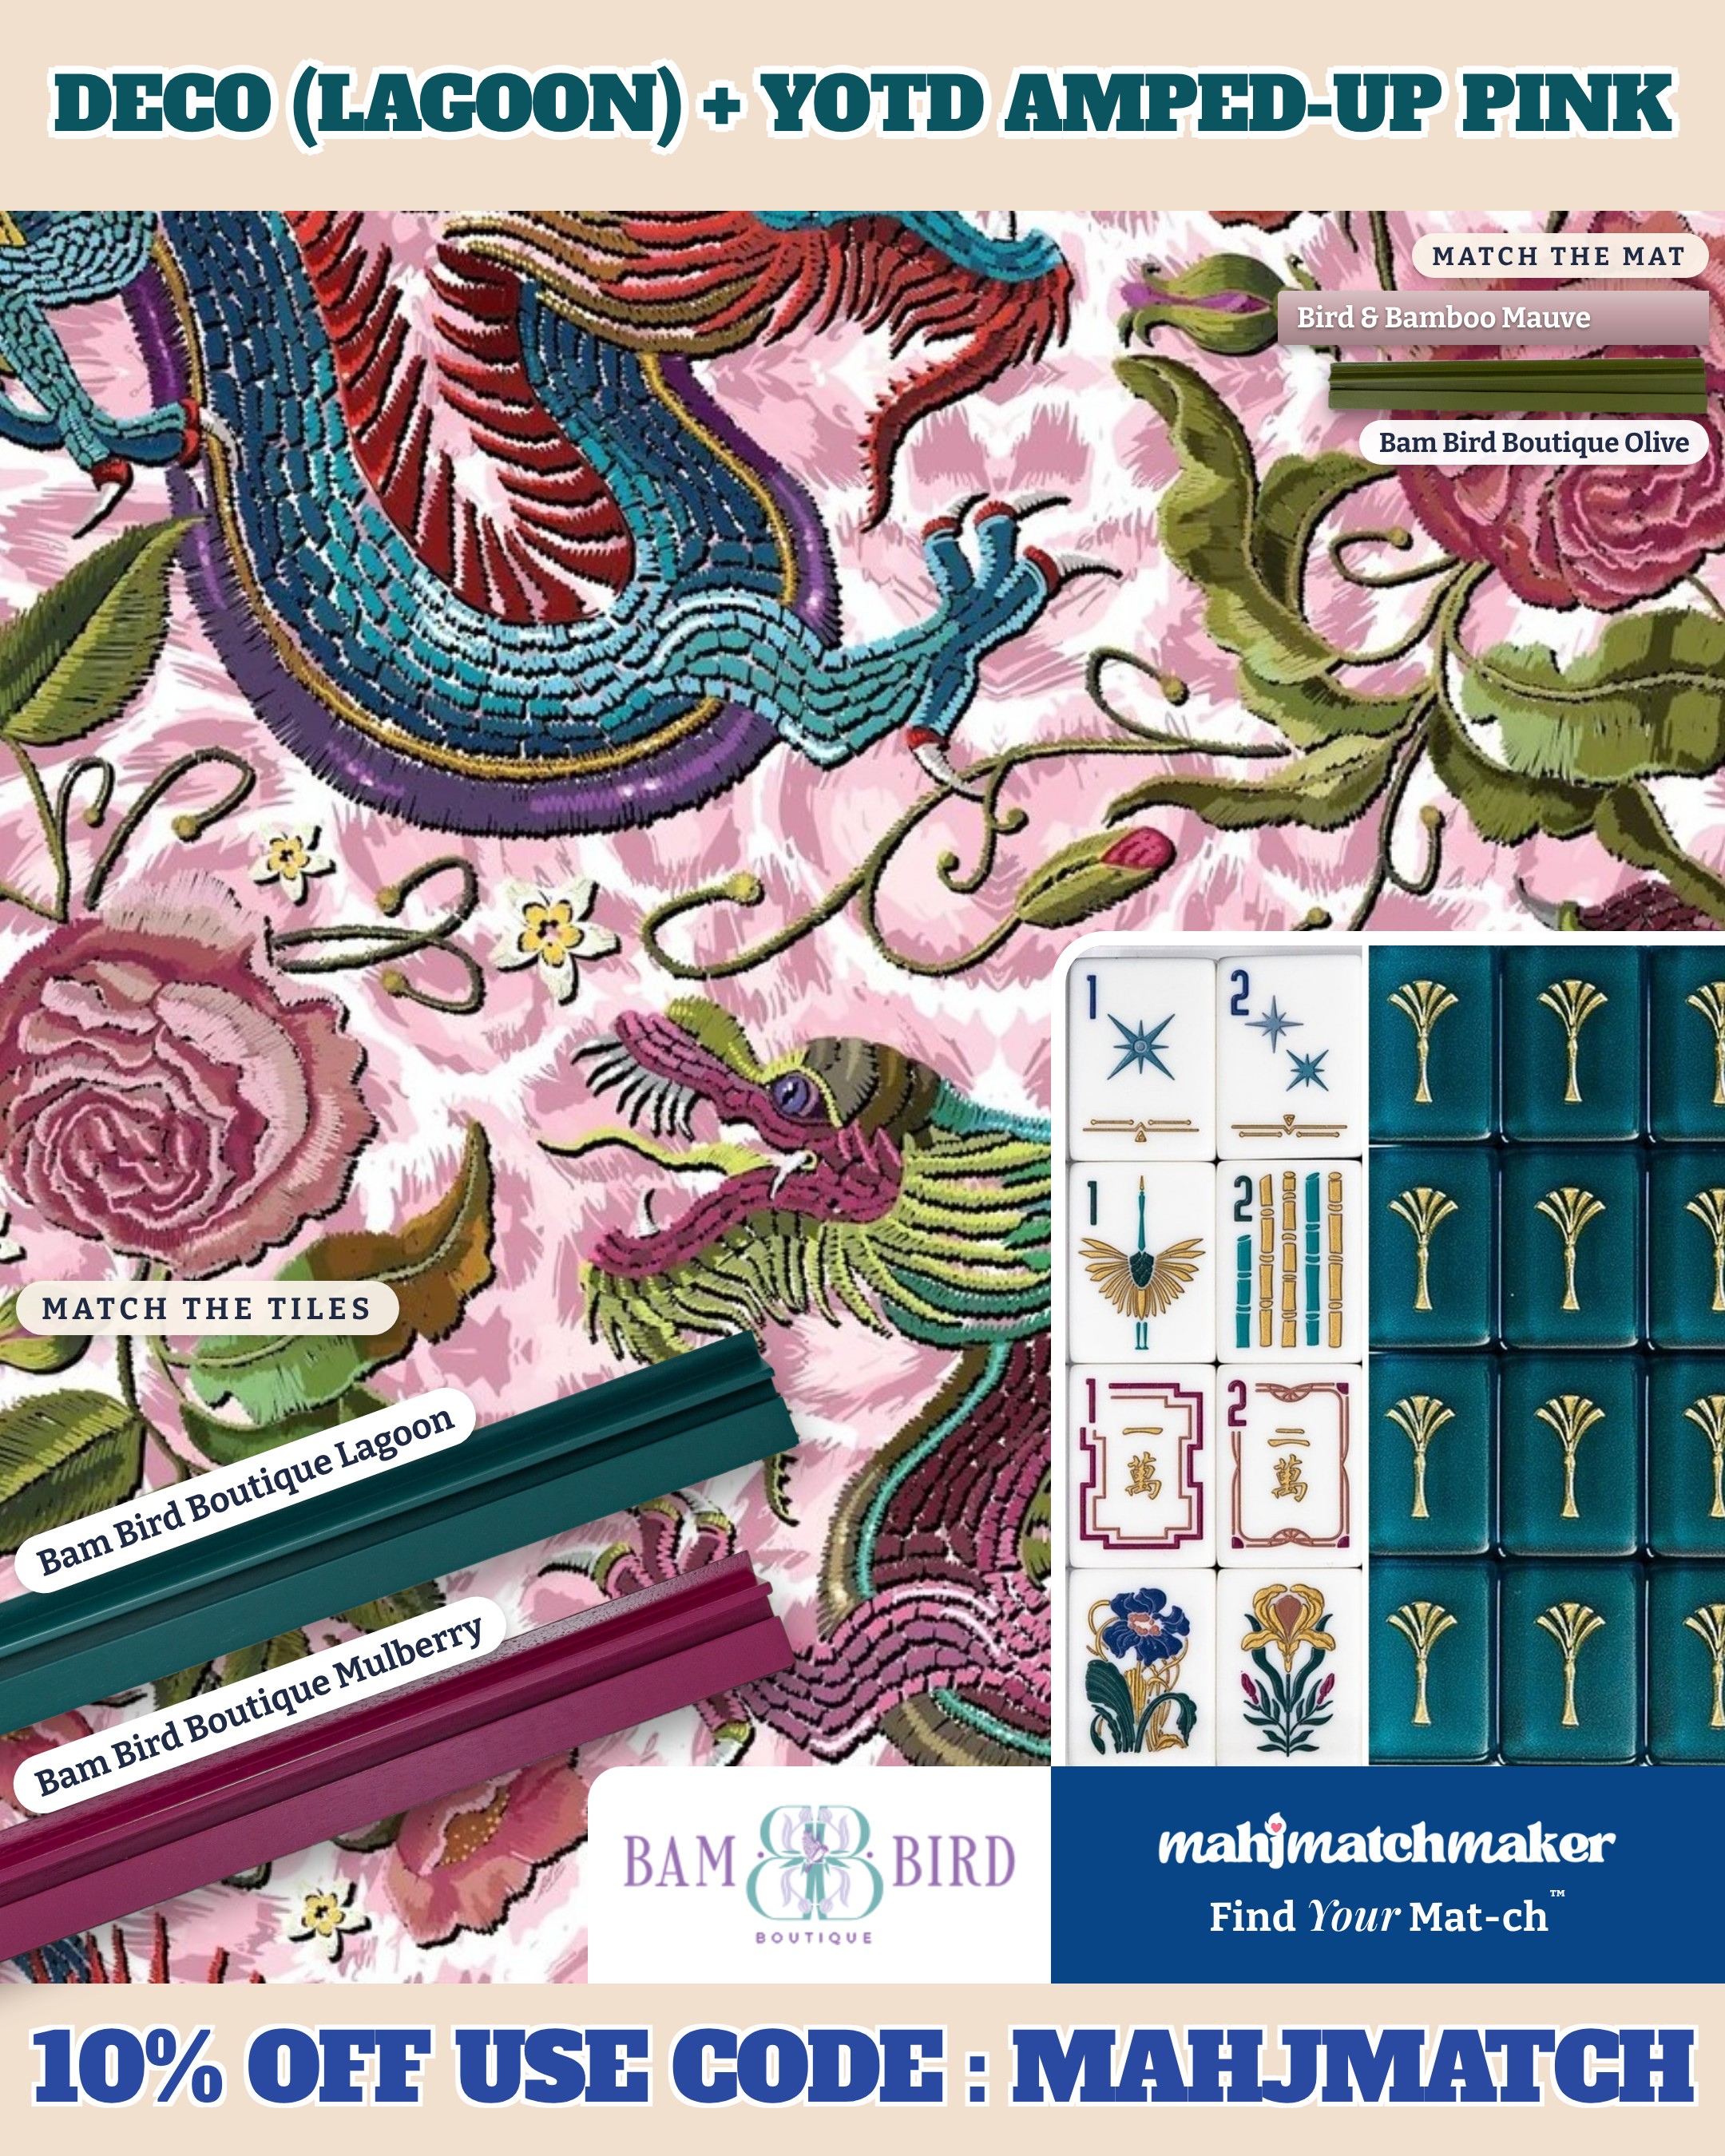 DECO (LAGOON) + YOTD AMPED-UP PINK
MATCH THE MAT
Bird & Bamboo Mauve
Bam Bird Boutique Olive
1
2
1
2
1
一
萬
2
二
萬
MATCH THE TILES
Bam Bird Boutique Lagoon
Bam Bird Boutique Mulberry
BAM BIRD
BOUTIQUE
mahjmatchmaker
Find Your Mat-ch™
10% OFF USE CODE : MAHJMATCH